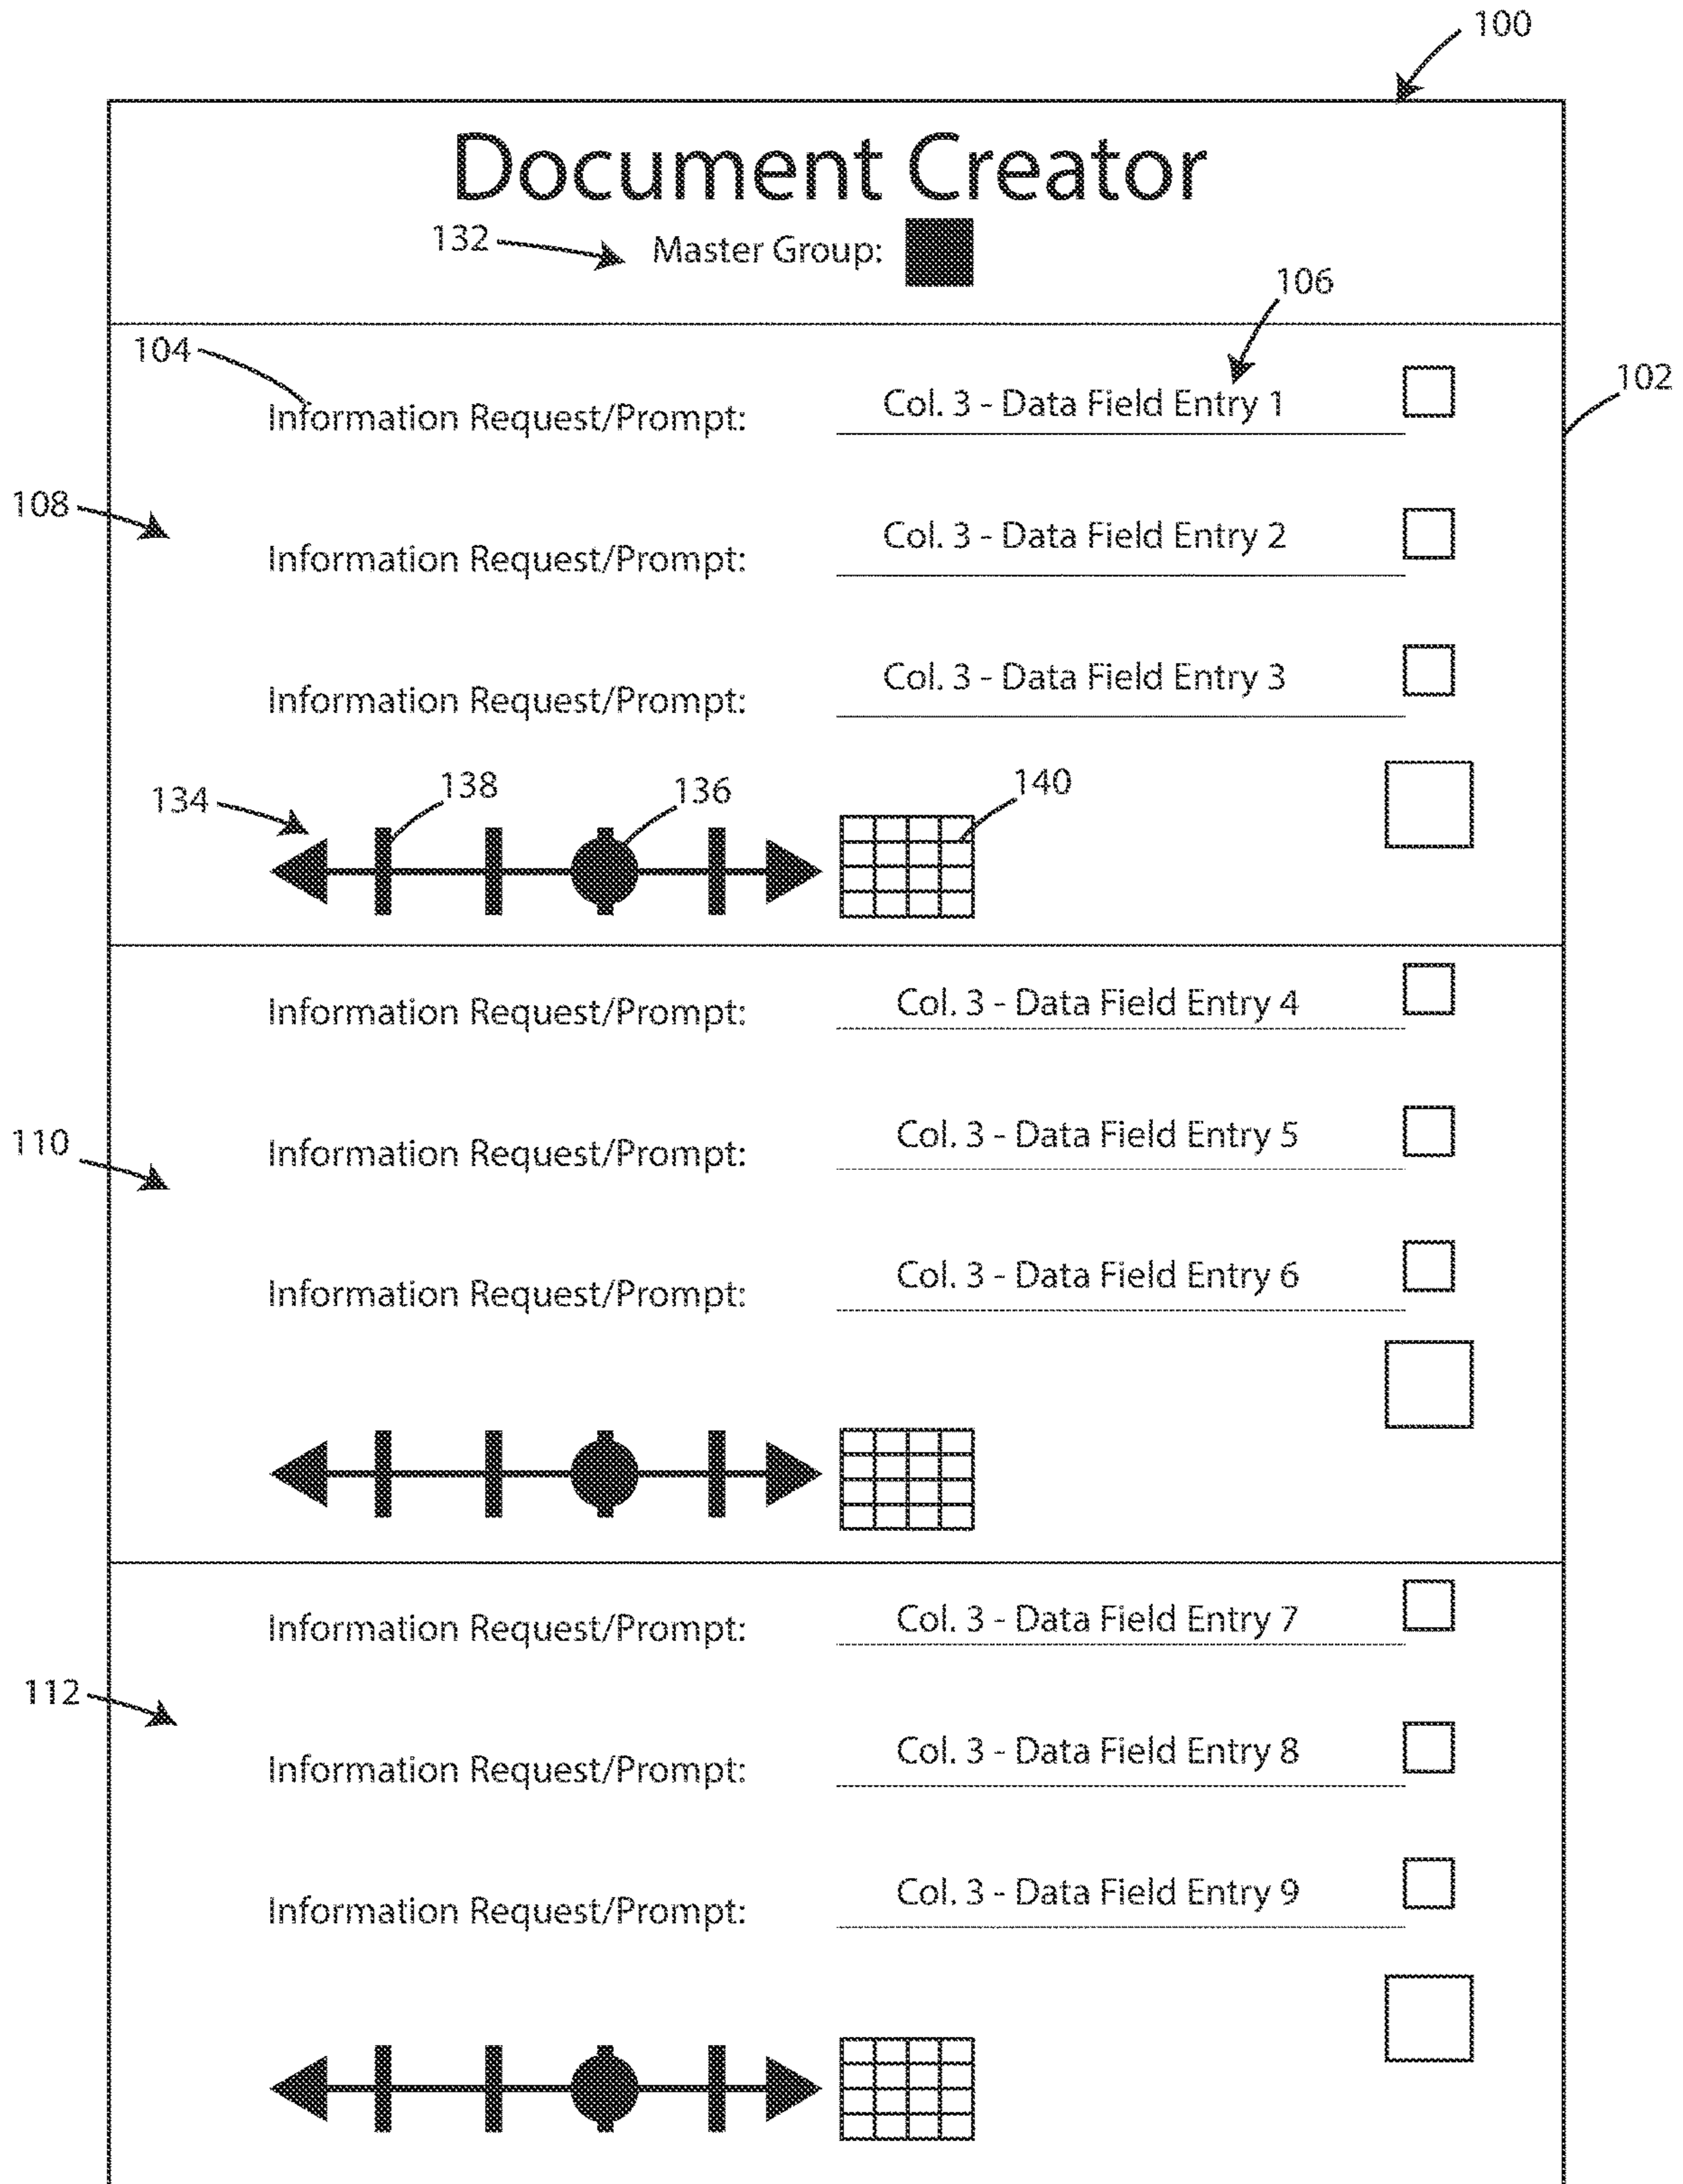 100
Document Creator
132 Master Group:
106
104
102
Information Request/Prompt: Col. 3 - Data Field Entry 1
108
Information Request/Prompt: Col. 3 - Data Field Entry 2
Information Request/Prompt: Col. 3 - Data Field Entry 3
134 138 136 140
Information Request/Prompt: Col. 3 - Data Field Entry 4
110
Information Request/Prompt: Col. 3 - Data Field Entry 5
Information Request/Prompt: Col. 3 - Data Field Entry 6
Information Request/Prompt: Col. 3 - Data Field Entry 7
112
Information Request/Prompt: Col. 3 - Data Field Entry 8
Information Request/Prompt: Col. 3 - Data Field Entry 9